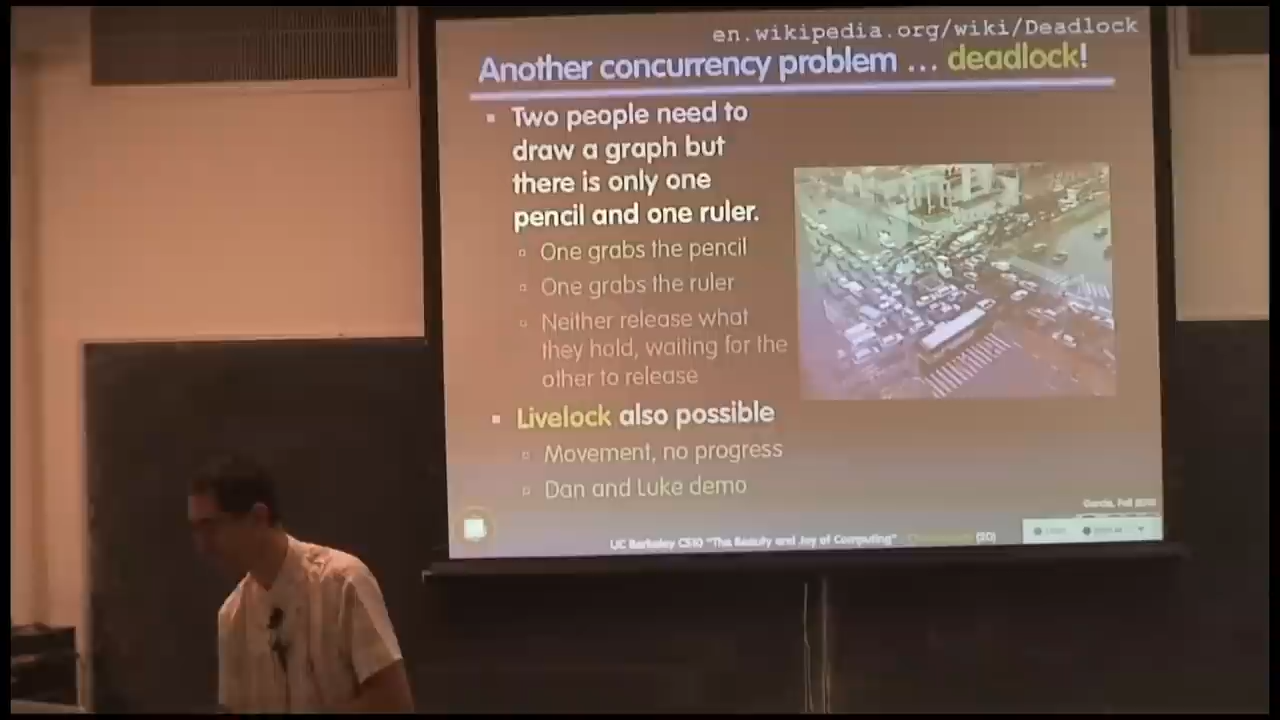 en.wikipedia.org/wiki/Deadlock
Another concurrency problem … deadlock!
Two people need to
draw a graph but
there is only one
pencil and one ruler.
One grabs the pencil
One grabs the ruler
Neither release what
they hold, waiting for the
other to release
Livelock also possible
Movement, no progress
Dan and Luke demo
Garcia, Fall
UC Berkeley CS10 "The Beauty and Joy of Computing" (20)